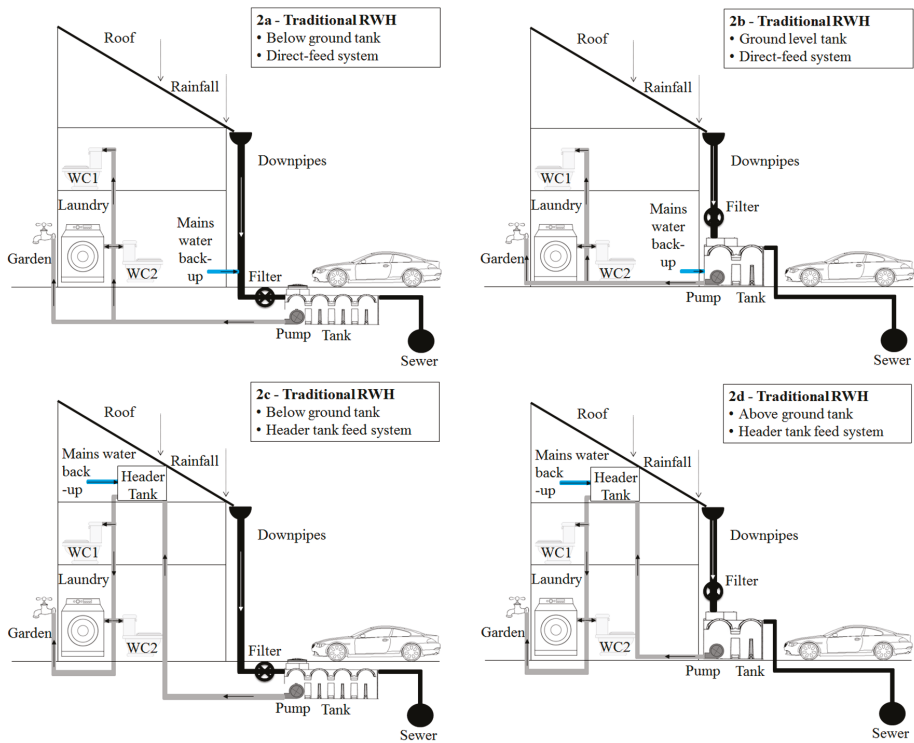 2a - Traditional RWH
• Below ground tank
• Direct-feed system
Roof
Rainfall
Downpipes
WC1
Laundry
Mains
water
back-
up
Garden
WC2
Filter
Pump
Tank
Sewer
2b - Traditional RWH
• Ground level tank
• Direct-feed system
Roof
Rainfall
Downpipes
WC1
Filter
Laundry
Mains
water
back-
up
Garden
WC2
Pump
Tank
Sewer
2c - Traditional RWH
• Below ground tank
• Header tank feed system
Roof
Mains water
back
-up
Rainfall
Header
Tank
Downpipes
WC1
Laundry
Garden
WC2
Filter
Pump
Tank
Sewer
2d - Traditional RWH
• Above ground tank
• Header tank feed system
Roof
Mains water
back
-up
Rainfall
Header
Tank
Downpipes
WC1
Filter
Laundry
Garden
WC2
Pump
Tank
Sewer